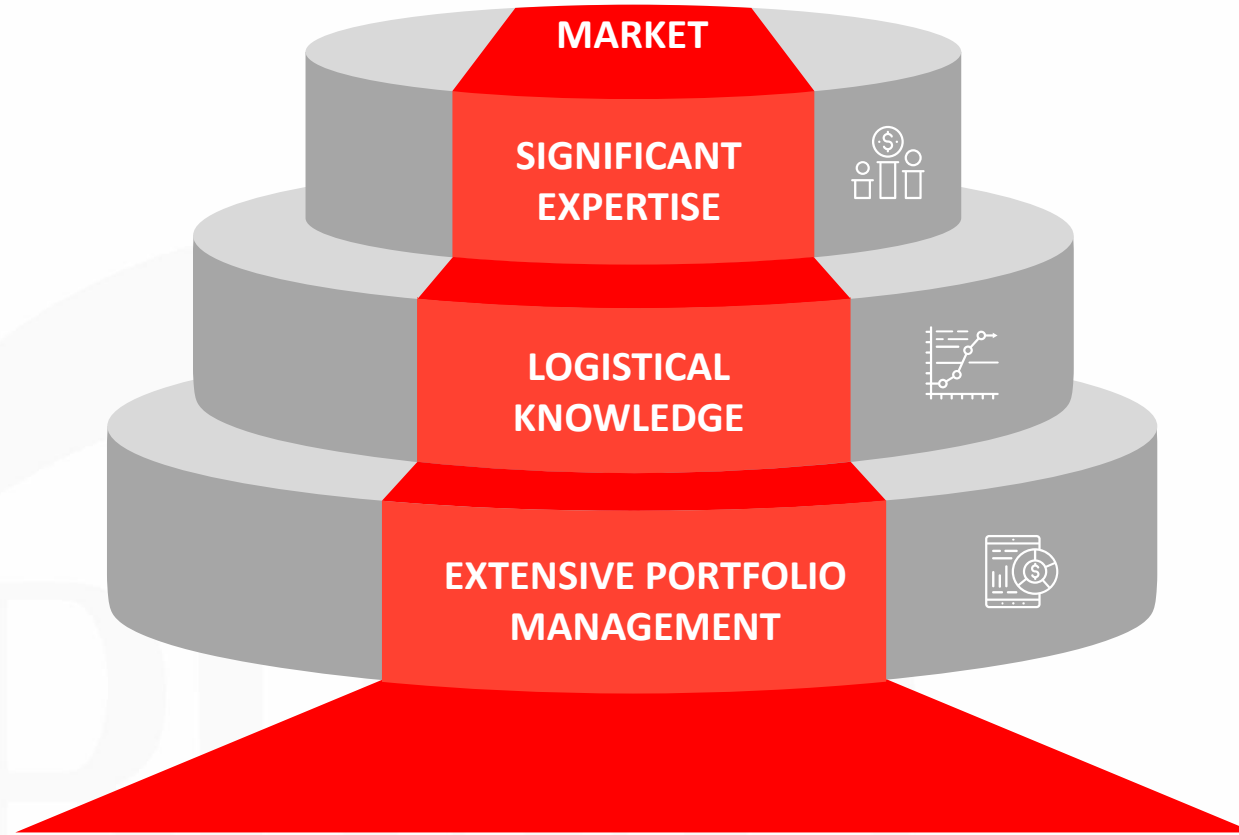 MARKET
SIGNIFICANT
EXPERTISE
LOGISTICAL
KNOWLEDGE
EXTENSIVE PORTFOLIO
MANAGEMENT